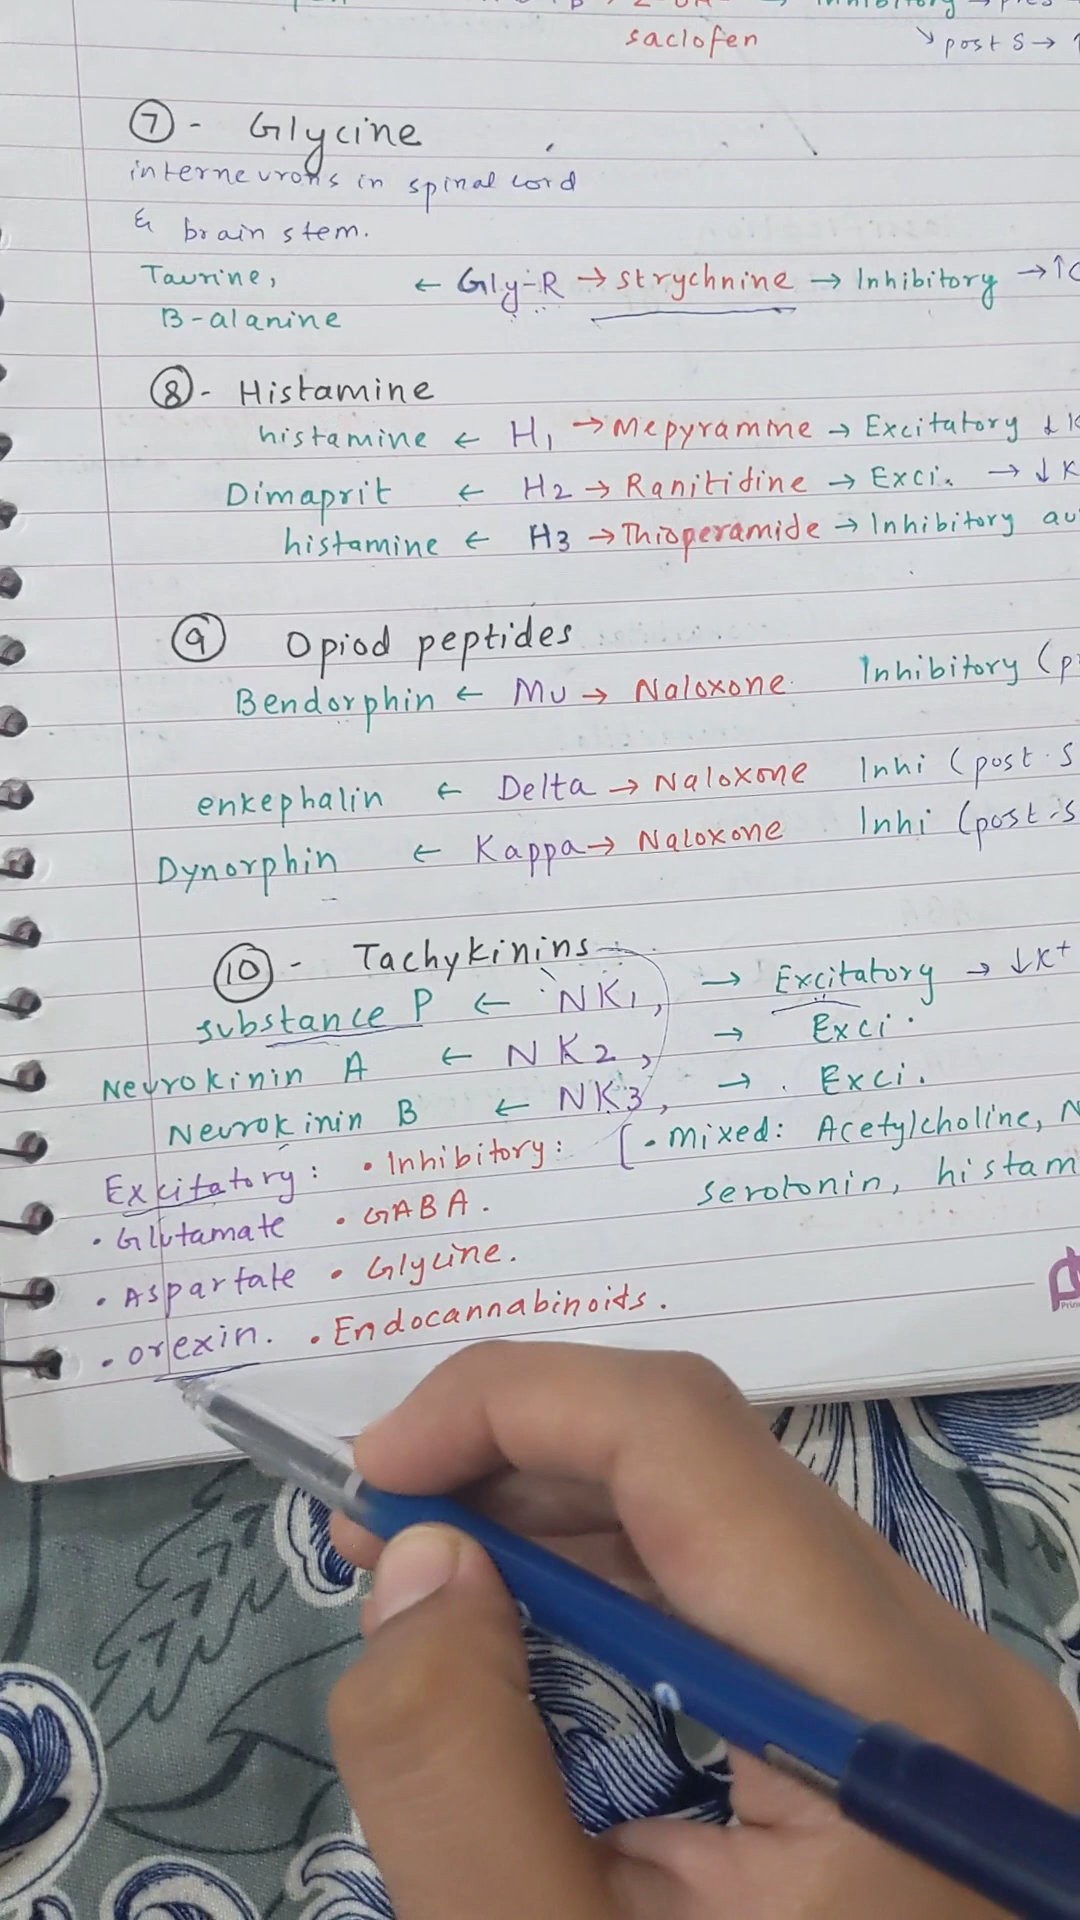 saclofen ↘ post S →
⑦ - Glycine
interneurons in spinal cord
& brain stem.
Taurine, ← Gly-R → strychnine → Inhibitory → ↑C
B-alanine
⑧ - Histamine
histamine ← H1 → Mepyramine → Excitatory ↓K
Dimaprit ← H2 → Ranitidine → Exci. → ↓K
histamine ← H3 → Thioperamide → Inhibitory au
⑨ Opiod peptides
Bendorphin ← Mu → Naloxone Inhibitory (p
enkephalin ← Delta → Naloxone Inhi (post-s
Dynorphin ← Kappa → Naloxone Inhi (post-s
⑩ - Tachykinins
substance P ← NK1, → Excitatory → ↓K+
Neurokinin A ← NK2, → Exci.
Neurokinin B ← NK3, → Exci.
Excitatory: • Inhibitory: [ • mixed: Acetylcholine, N
• Glutamate • GABA. serotonin, histam
• Aspartate • Glycine.
• orexin. • Endocannabinoids.